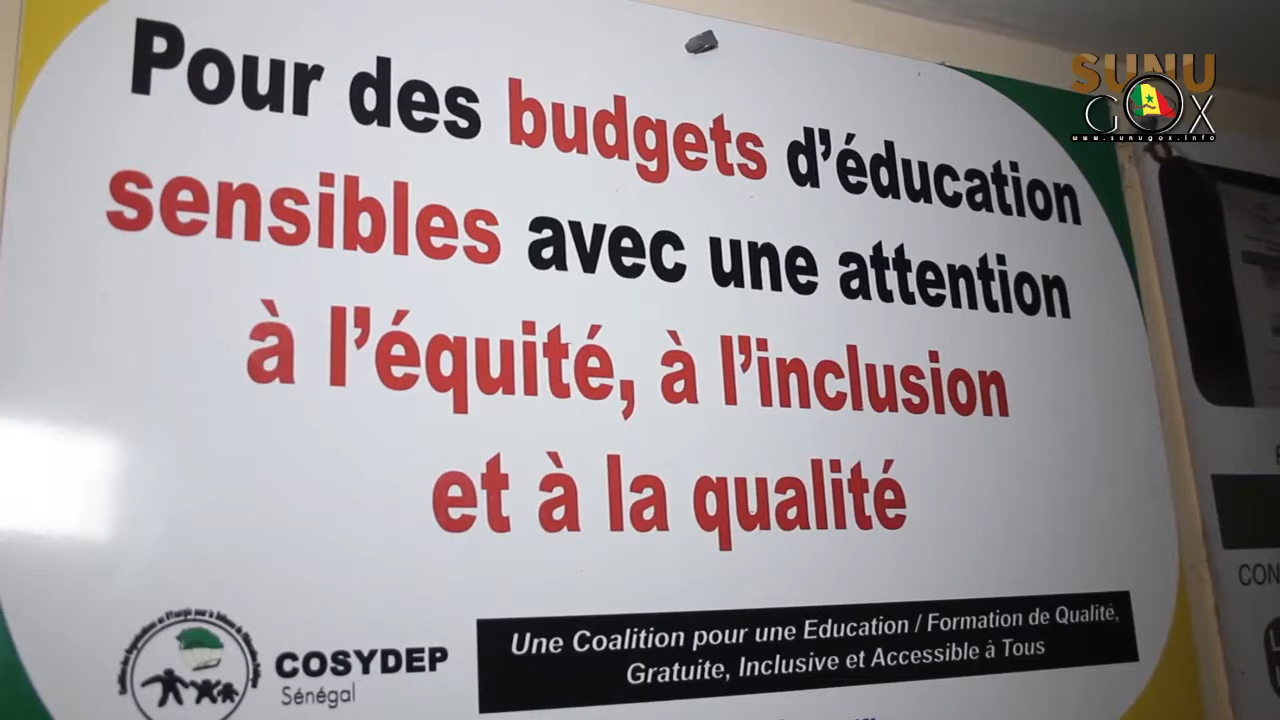 SUNU
GOX
www.sunugox.info
Pour des budgets d'éducation
sensibles avec une attention
à l'équité, à l'inclusion
et à la qualité
COSYDEP
Sénégal
Une Coalition pour une Education / Formation de Qualité,
Gratuite, Inclusive et Accessible à Tous
CON